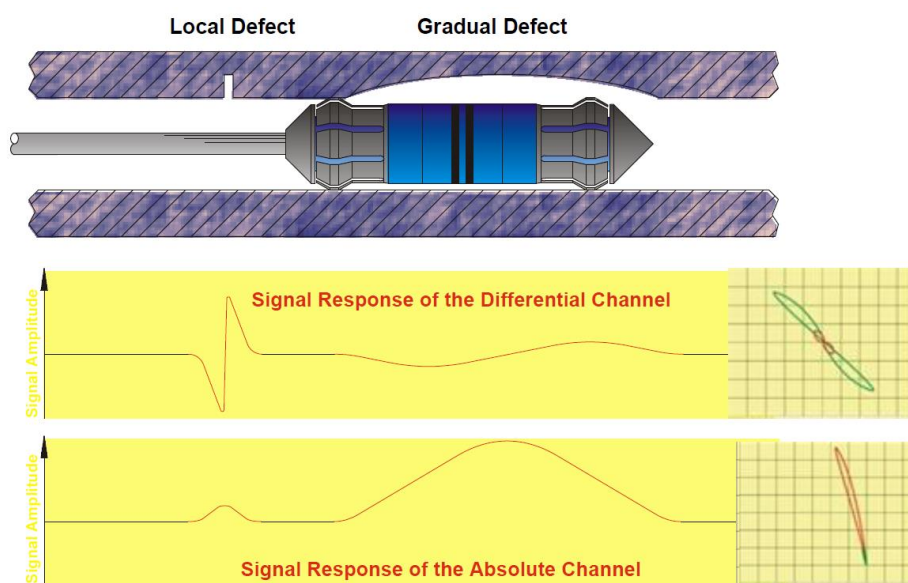 Local Defect
Gradual Defect
Signal Amplitude
Signal Response of the Differential Channel
Signal Amplitude
Signal Response of the Absolute Channel